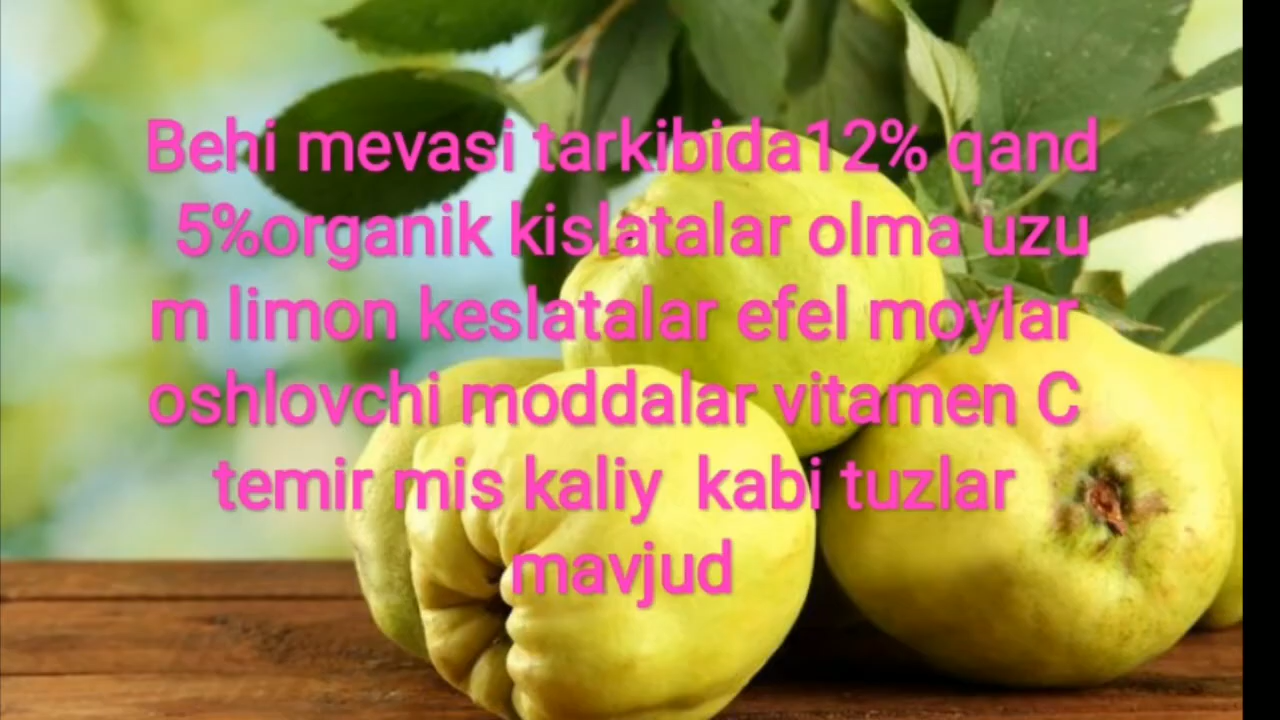 Behi mevasi tarkibida12% qand
5%organik kislatalar olma uzu
m limon keslatalar efel moylar
oshlovchi moddalar vitamen C
temir mis kaliy kabi tuzlar
mavjud